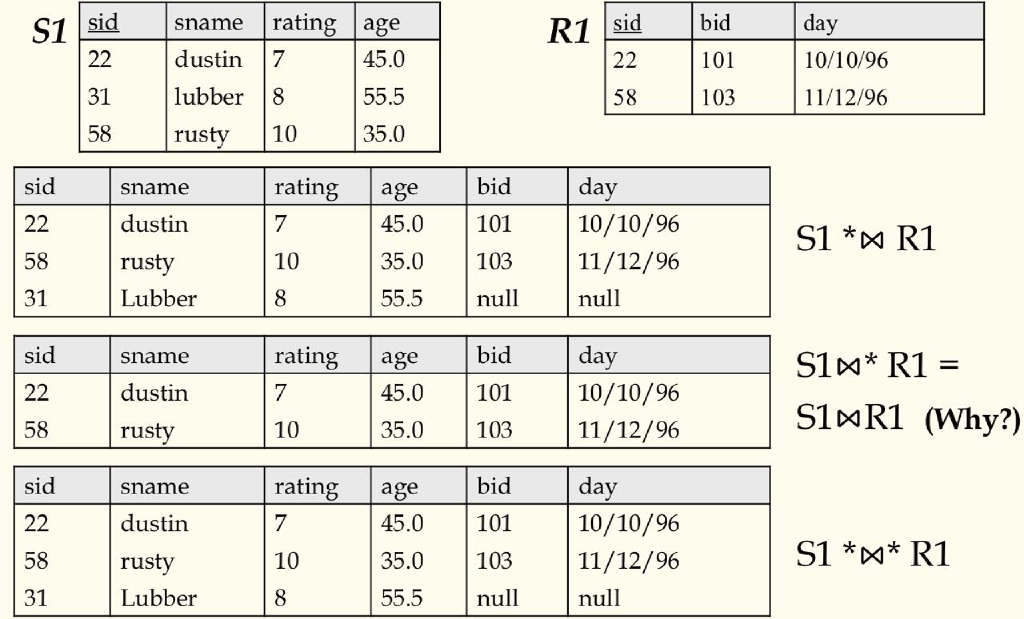 S1 sid sname rating age
22 dustin 7 45.0
31 lubber 8 55.5
58 rusty 10 35.0
R1 sid bid day
22 101 10/10/96
58 103 11/12/96
sid sname rating age bid day
22 dustin 7 45.0 101 10/10/96
58 rusty 10 35.0 103 11/12/96
31 Lubber 8 55.5 null null
S1 *⋈ R1
sid sname rating age bid day
22 dustin 7 45.0 101 10/10/96
58 rusty 10 35.0 103 11/12/96
S1⋈* R1 =
S1⋈R1 (Why?)
sid sname rating age bid day
22 dustin 7 45.0 101 10/10/96
58 rusty 10 35.0 103 11/12/96
31 Lubber 8 55.5 null null
S1 *⋈* R1